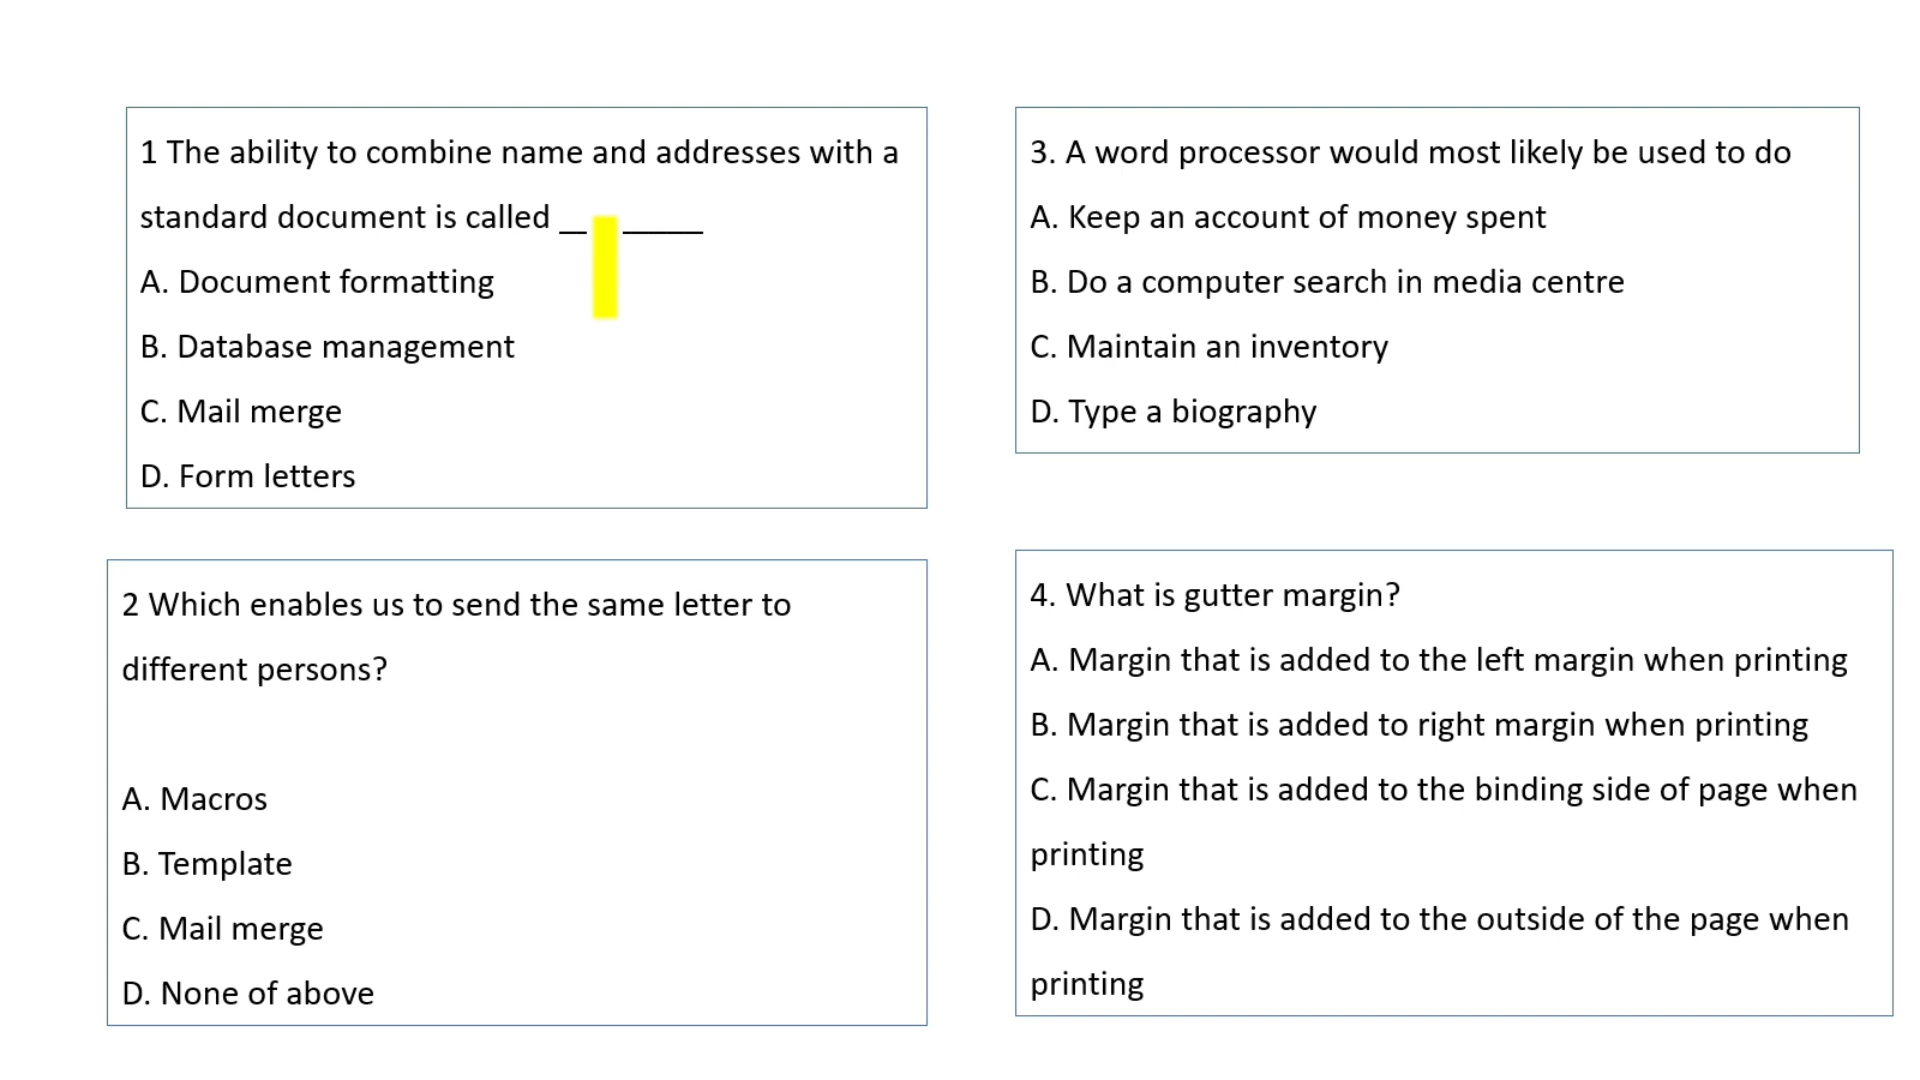 1 The ability to combine name and addresses with a
standard document is called __ _____
A. Document formatting
B. Database management
C. Mail merge
D. Form letters
2 Which enables us to send the same letter to
different persons?
A. Macros
B. Template
C. Mail merge
D. None of above
3. A word processor would most likely be used to do
A. Keep an account of money spent
B. Do a computer search in media centre
C. Maintain an inventory
D. Type a biography
4. What is gutter margin?
A. Margin that is added to the left margin when printing
B. Margin that is added to right margin when printing
C. Margin that is added to the binding side of page when
printing
D. Margin that is added to the outside of the page when
printing